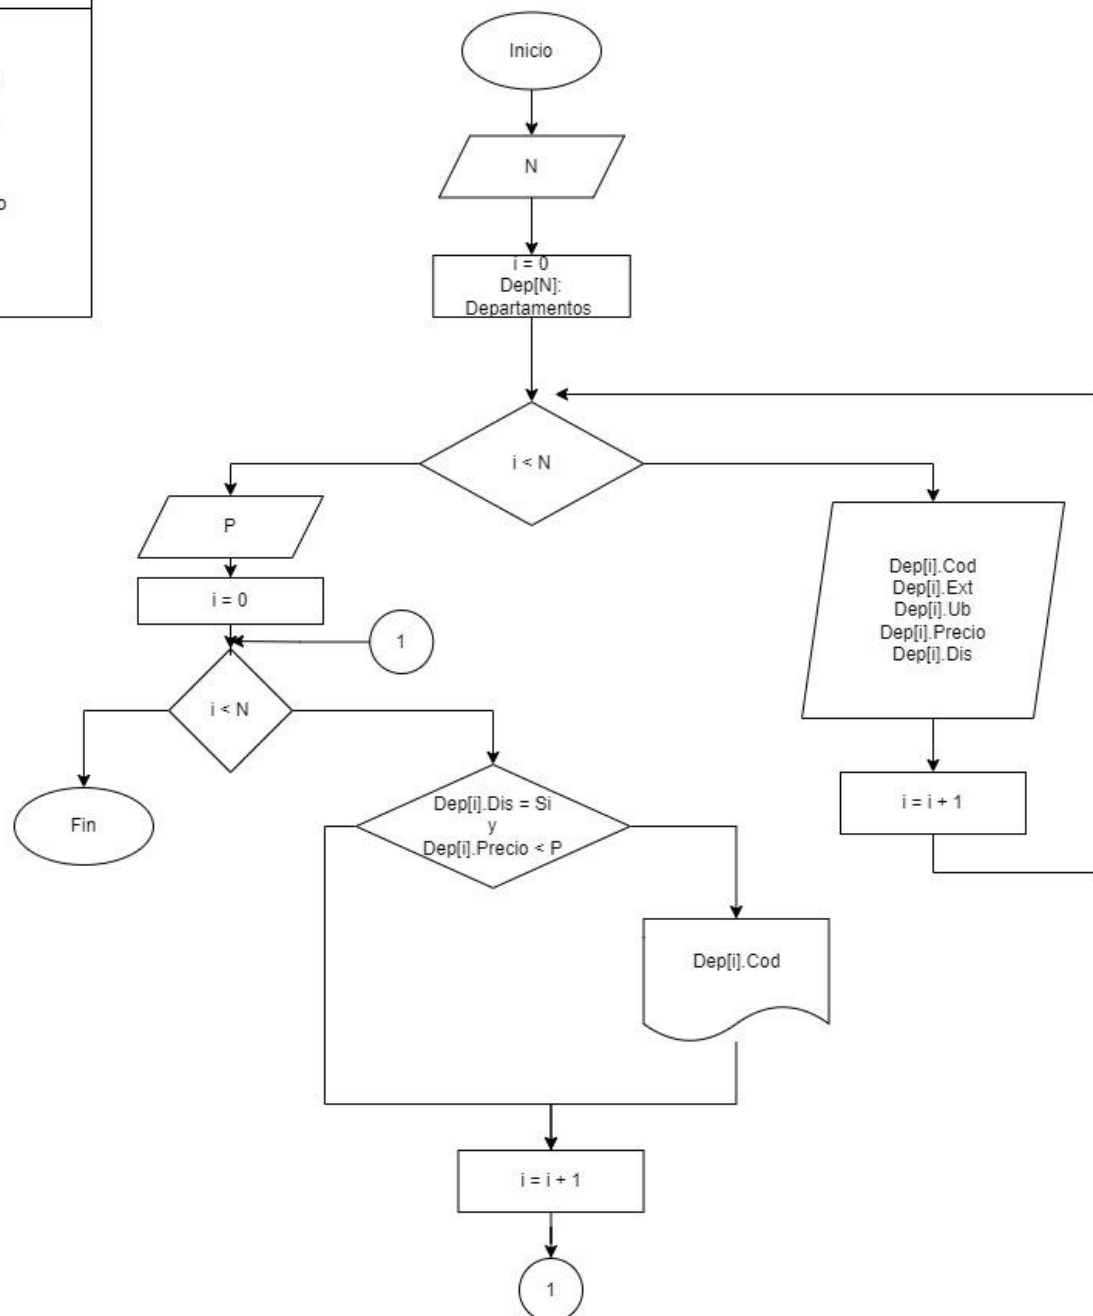 Inicio
N
i = 0
Dep[N]:
Departamentos
i < N
P
i = 0
1
i < N
Fin
Dep[i].Cod
Dep[i].Ext
Dep[i].Ub
Dep[i].Precio
Dep[i].Dis
i = i + 1
Dep[i].Dis = Si
y
Dep[i].Precio < P
Dep[i].Cod
i = i + 1
1